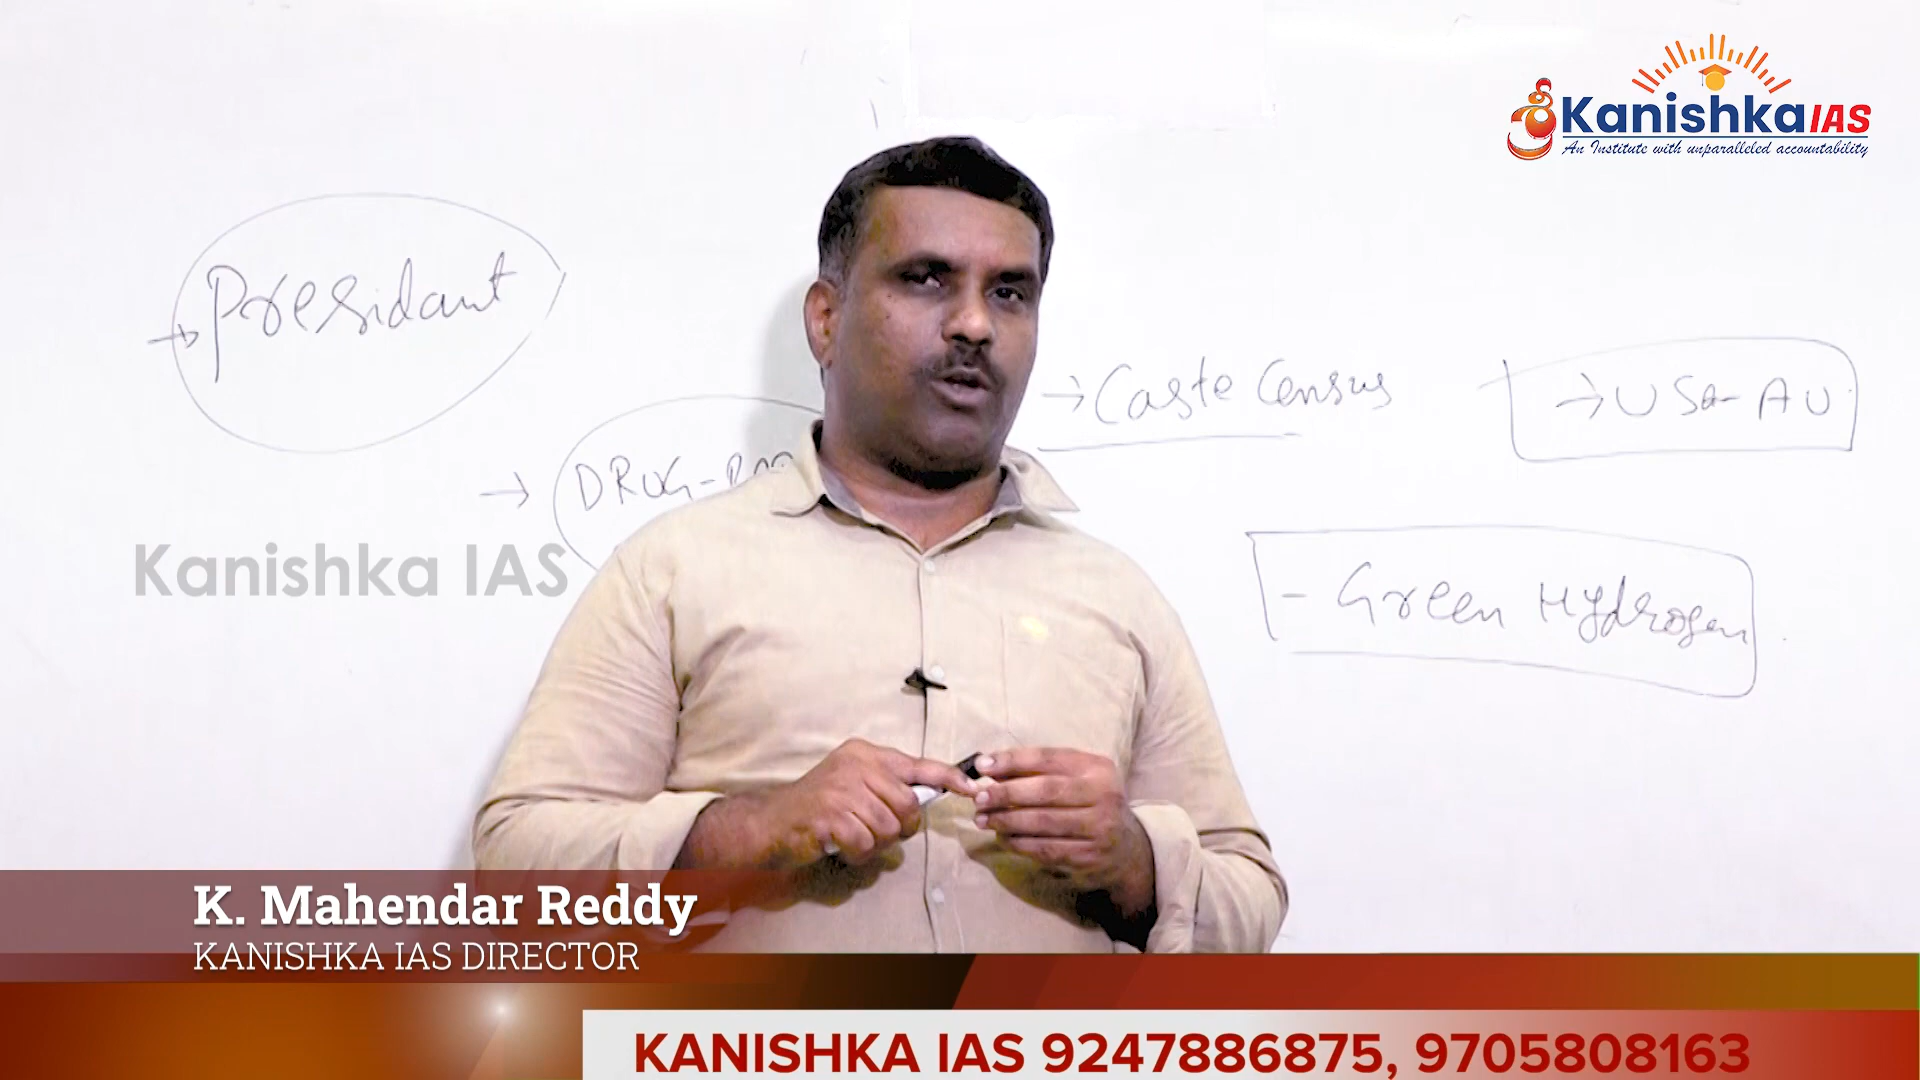 Kanishka IAS
An Institute with unparalleled accountability
→ Presidant
→ Caste Census
→ USA- AU
→ DRUG-
- Green Hydrogen
Kanishka IAS
K. Mahendar Reddy
KANISHKA IAS DIRECTOR
KANISHKA IAS 9247886875, 9705808163